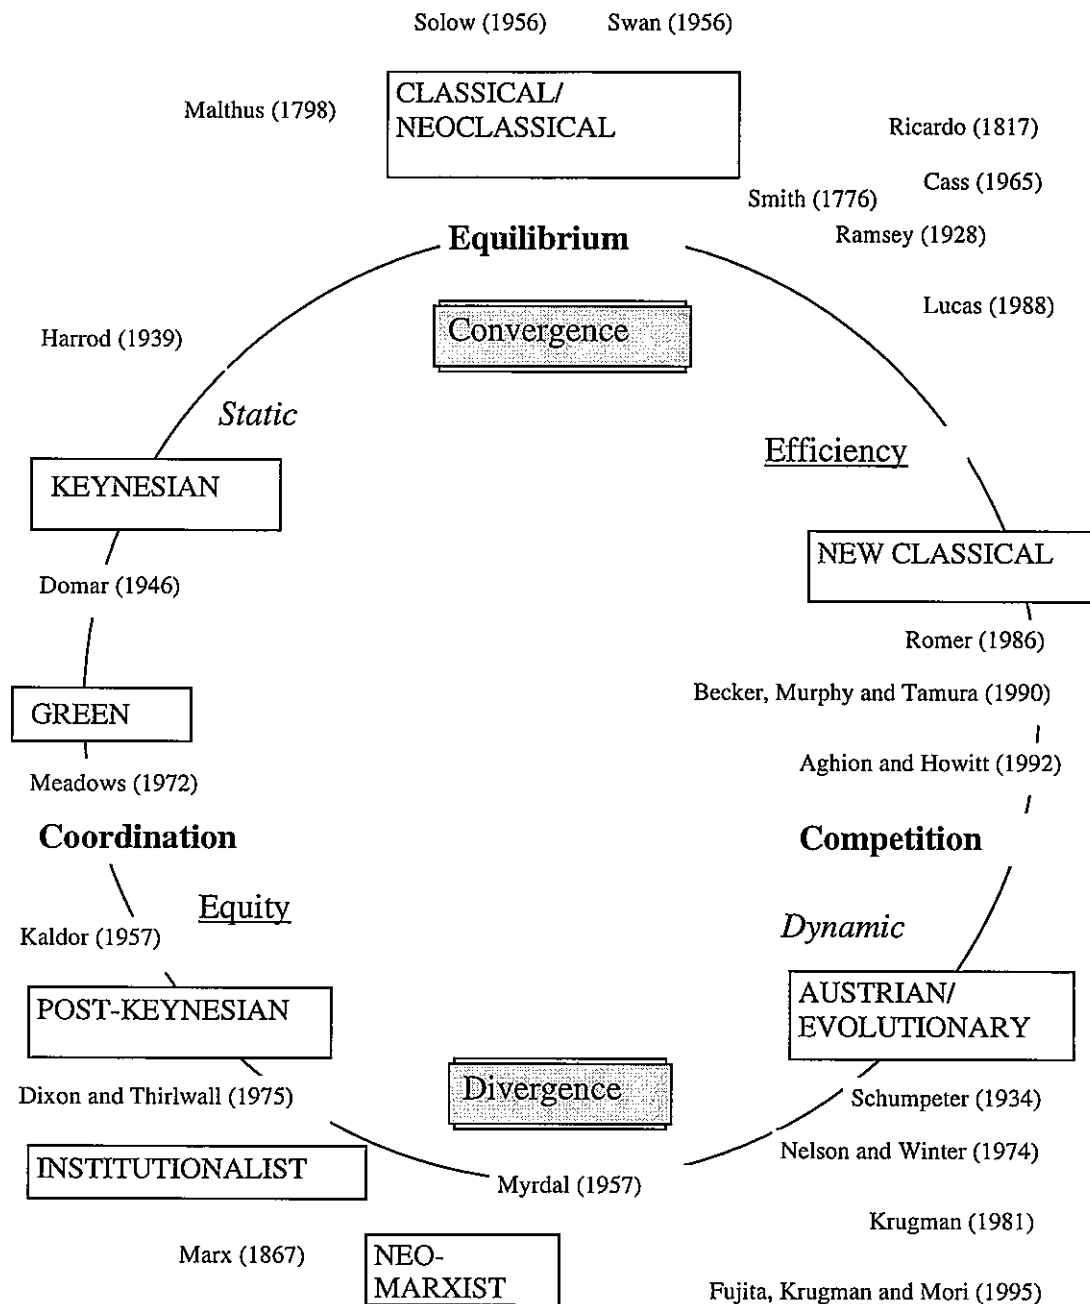 Solow (1956) Swan (1956)
CLASSICAL/
NEOCLASSICAL
Malthus (1798)
Ricardo (1817)
Cass (1965)
Smith (1776)
Ramsey (1928)
Equilibrium
Lucas (1988)
Convergence
Harrod (1939)
Static
Efficiency
KEYNESIAN
NEW CLASSICAL
Domar (1946)
Romer (1986)
Becker, Murphy and Tamura (1990)
GREEN
Aghion and Howitt (1992)
Meadows (1972)
Coordination
Competition
Equity
Dynamic
Kaldor (1957)
POST-KEYNESIAN
AUSTRIAN/
EVOLUTIONARY
Divergence
Dixon and Thirlwall (1975)
Schumpeter (1934)
Nelson and Winter (1974)
INSTITUTIONALIST
Myrdal (1957)
Krugman (1981)
Marx (1867)
NEO-
MARXIST
Fujita, Krugman and Mori (1995)